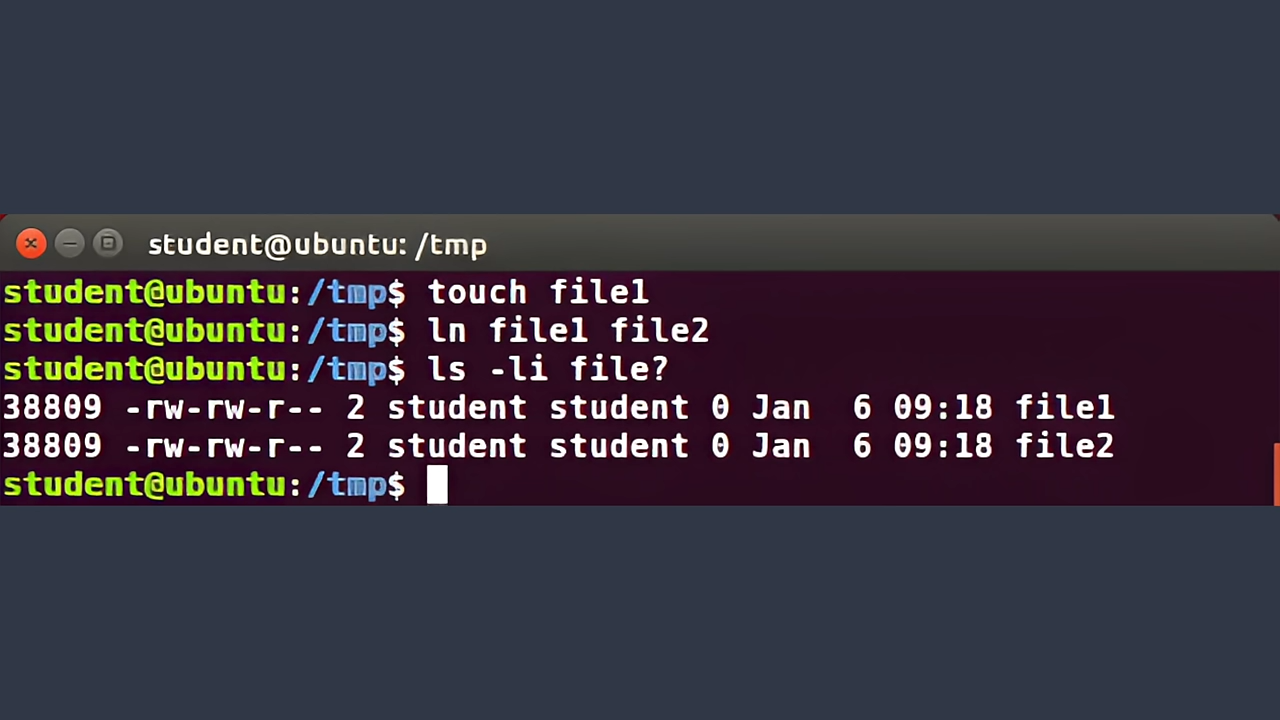 student@ubuntu: /tmp
student@ubuntu:/tmp$ touch file1
student@ubuntu:/tmp$ ln file1 file2
student@ubuntu:/tmp$ ls -li file?
38809 -rw-rw-r-- 2 student student 0 Jan  6 09:18 file1
38809 -rw-rw-r-- 2 student student 0 Jan  6 09:18 file2
student@ubuntu:/tmp$